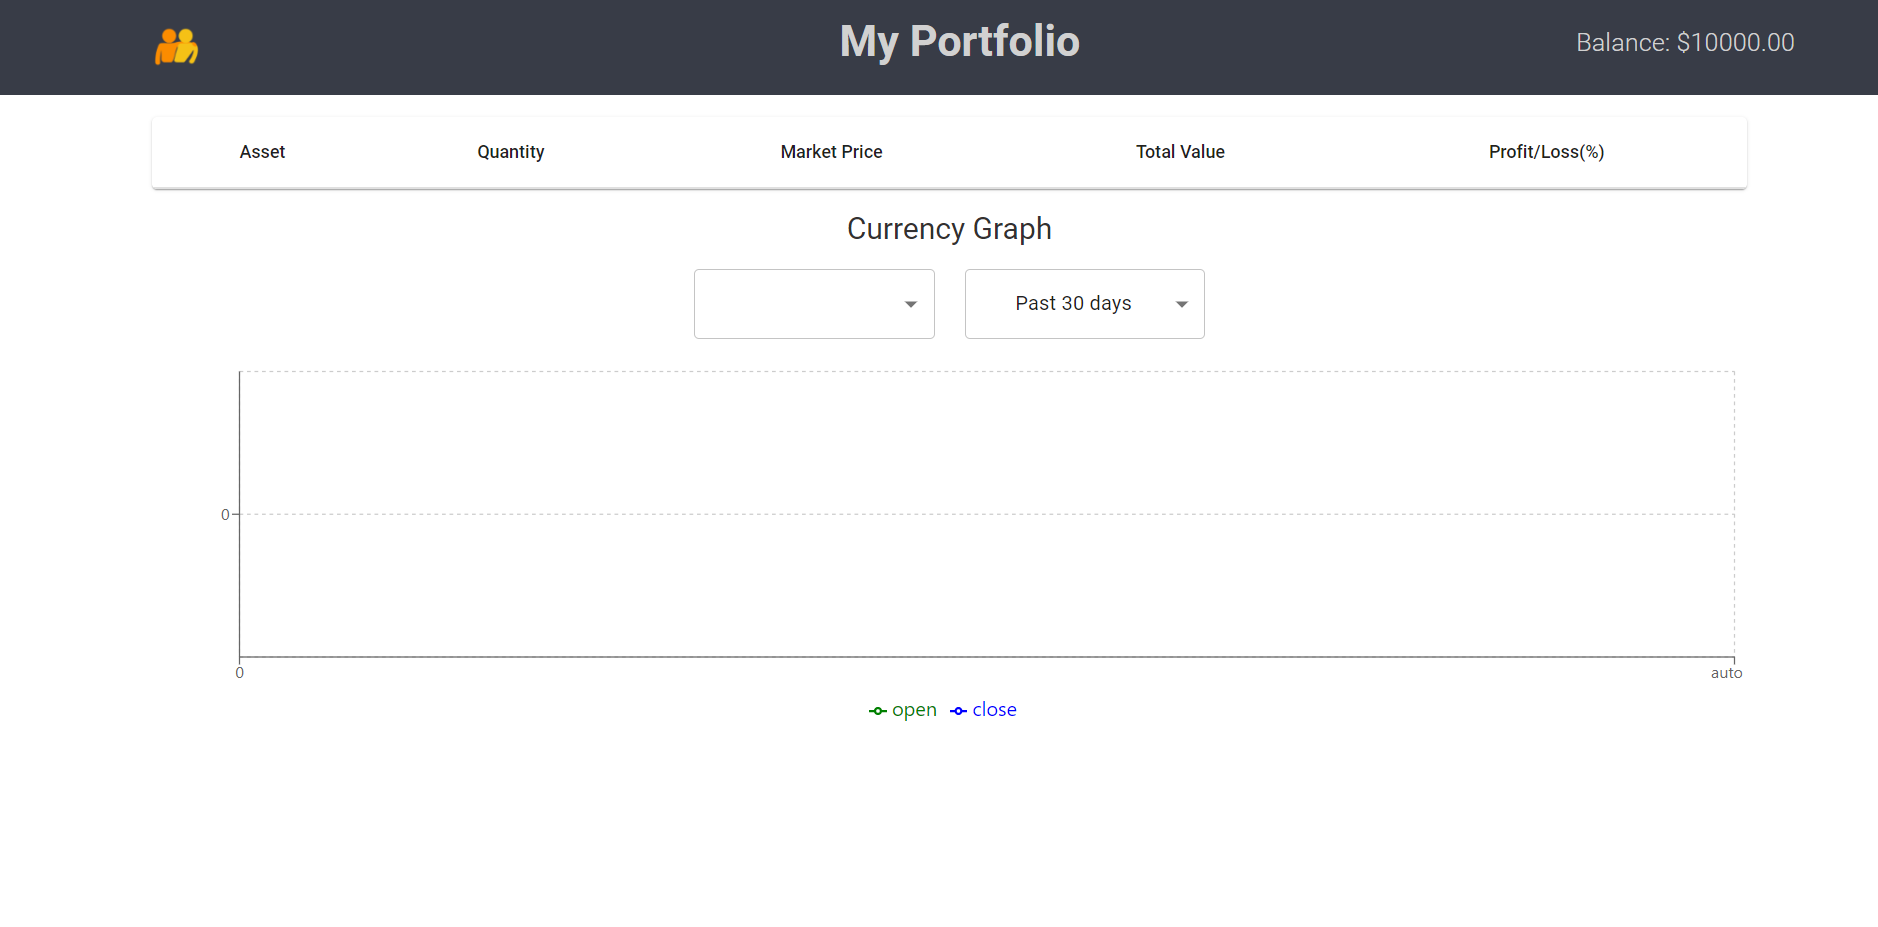 My Portfolio
Balance: $10000.00
Asset Quantity Market Price Total Value Profit/Loss(%)
Currency Graph
Past 30 days
0
0 auto
open close